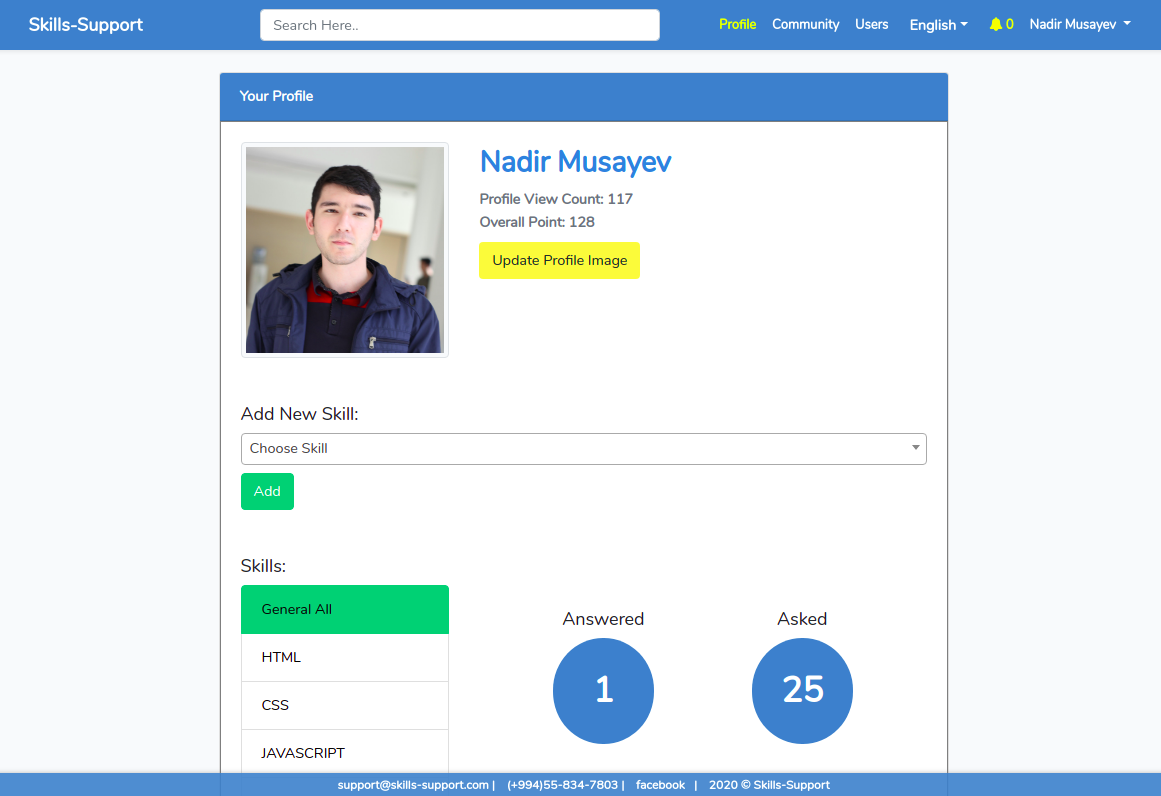 Skills-Support
Search Here..
Profile Community Users English 0 Nadir Musayev
Your Profile
Nadir Musayev
Profile View Count: 117
Overall Point: 128
Update Profile Image
Add New Skill:
Choose Skill
Add
Skills:
General All
HTML
CSS
JAVASCRIPT
Answered
1
Asked
25
support@skills-support.com | (+994)55-834-7803 | facebook | 2020 © Skills-Support